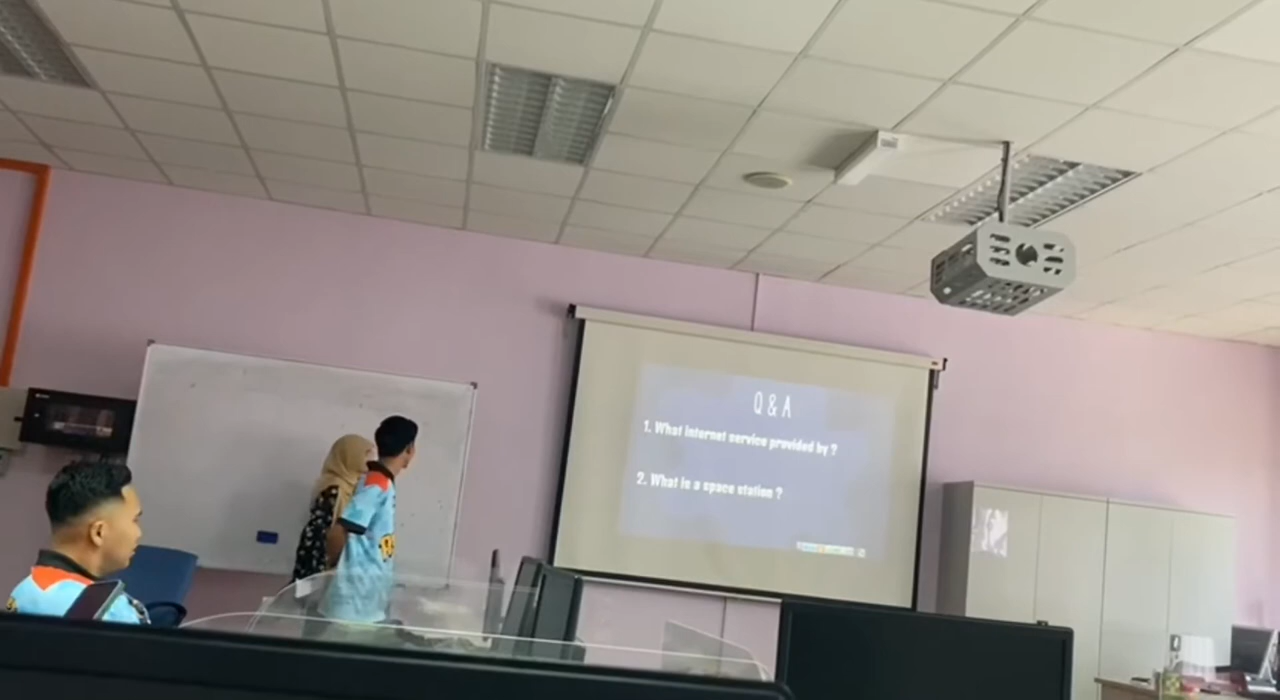 Q & A
1. What internet service provided by ?
2. What is a space station ?